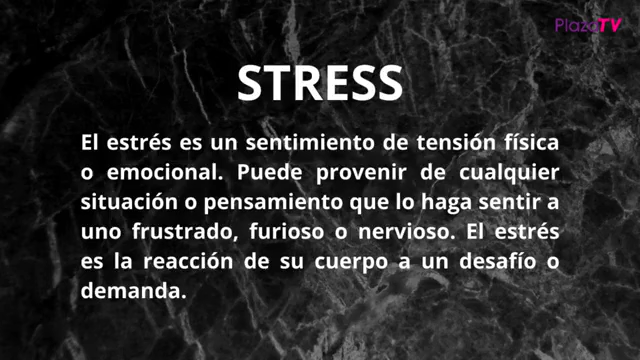 PlazaTV
STRESS
El estrés es un sentimiento de tensión física
o emocional. Puede provenir de cualquier
situación o pensamiento que lo haga sentir a
uno frustrado, furioso o nervioso. El estrés
es la reacción de su cuerpo a un desafío o
demanda.